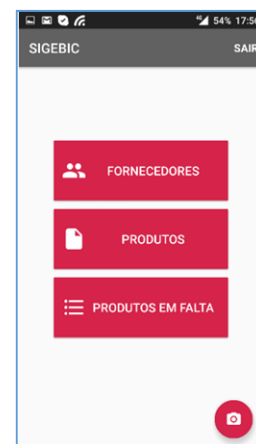 54% 17:56
SIGEBIC SAIR
FORNECEDORES
PRODUTOS
PRODUTOS EM FALTA